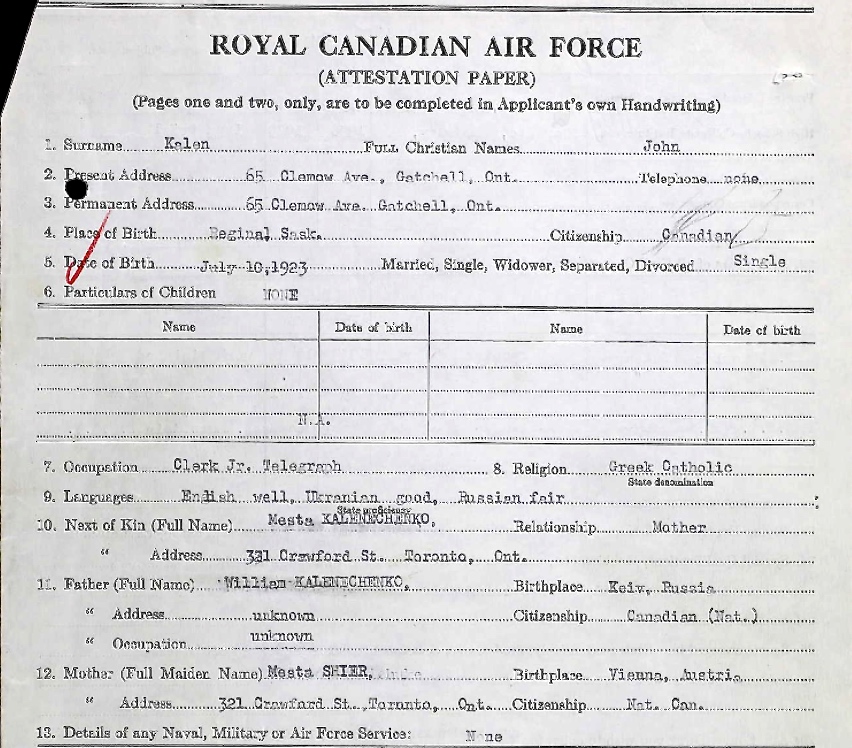 ROYAL CANADIAN AIR FORCE
(ATTESTATION PAPER)
(Pages one and two, only, are to be completed in Applicant's own Handwriting)
1. Surname Kalen FULL Christian Names John
2. Present Address 65 Clemow Ave., Gatchell, Ont. Telephone none
3. Permanent Address 65 Clemow Ave. Gatchell, Ont.
4. Place of Birth Regina, Sask. Citizenship Canadian
5. Date of Birth July 10, 1923 Married, Single, Widower, Separated, Divorced Single
6. Particulars of Children NONE
Name Date of birth Name Date of birth
N.A.
7. Occupation Clerk Jr. Telegraph 8. Religion Greek Catholic
State denomination
9. Languages English well, Ukranian good, Russian fair
State proficiency
10. Next of Kin (Full Name) Mesta KALENECHENKO, Relationship Mother
" Address 321 Crawford St. Toronto, Ont.
11. Father (Full Name) William KALENECHENKO, Birthplace Keiv, Russia
" Address unknown Citizenship Canadian (Nat.)
" Occupation unknown
12. Mother (Full Maiden Name) Mesta SHIER, Birthplace Vienna, Austria
" Address 321 Crawford St., Toronto, Ont. Citizenship Nat. Can.
13. Details of any Naval, Military or Air Force Service: None